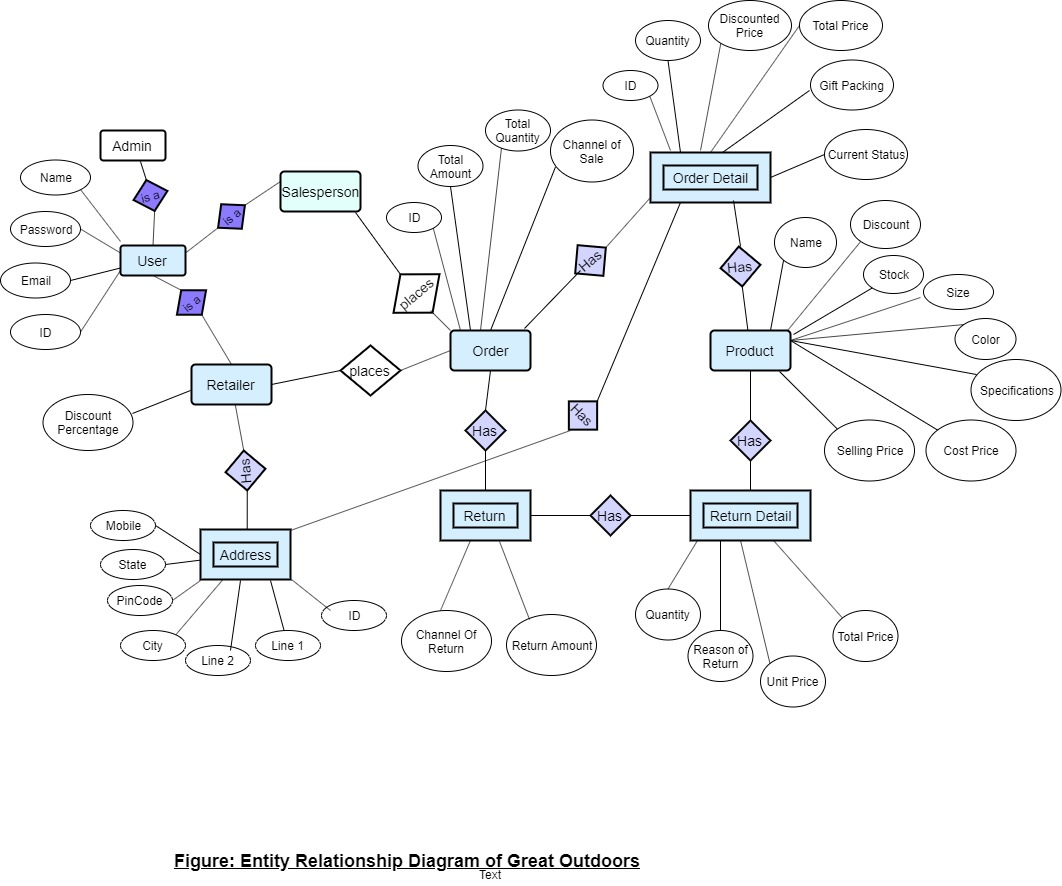 Discounted
Price
Total Price
Quantity
ID
Gift Packing
Total
Quantity
Channel of
Sale
Current Status
Admin
Total
Amount
Name
is a
Salesperson
Order Detail
ID
is a
Password
Name
Discount
User
Has
Has
Stock
Email
is a
places
Size
ID
Color
Order
Product
places
Retailer
Specifications
Discount
Percentage
Has
Has
Has
Selling Price
Cost Price
Has
Mobile
Return
Has
Return Detail
Address
State
PinCode
ID
Quantity
City
Line 1
Line 2
Channel Of
Return
Return Amount
Reason of
Return
Total Price
Unit Price
Figure: Entity Relationship Diagram of Great Outdoors
Text